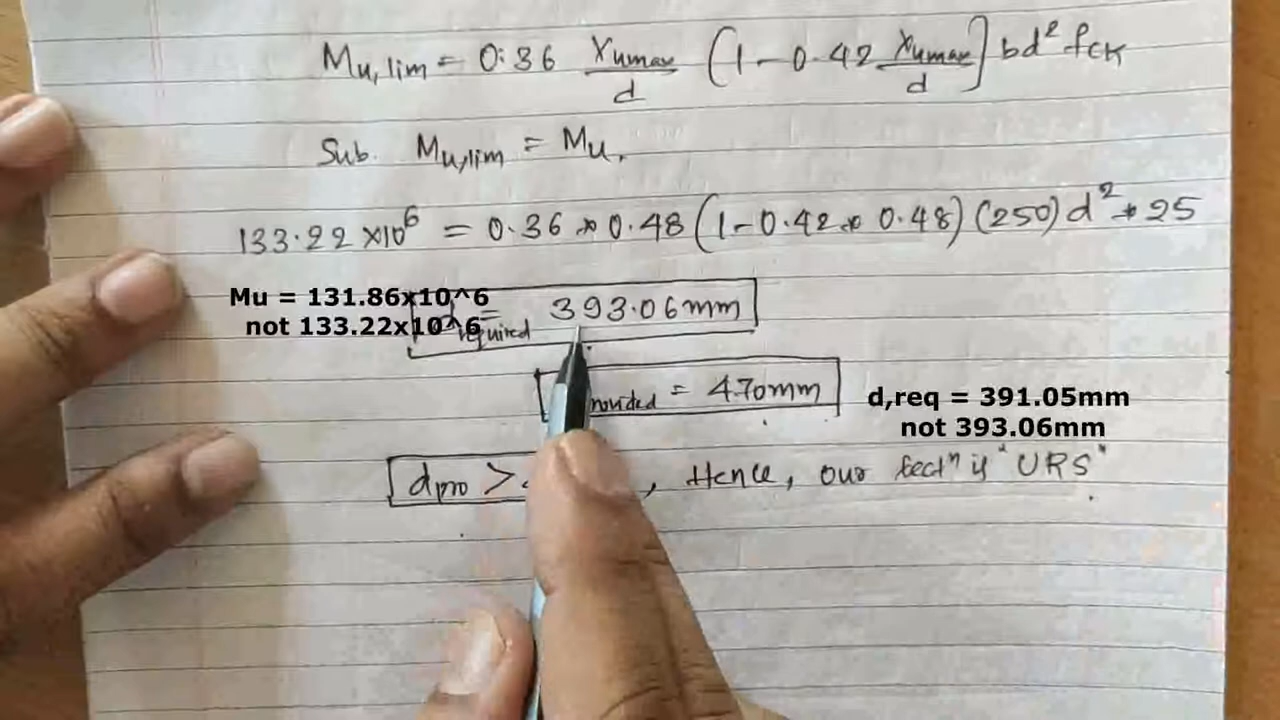 Mu,lim = 0.36 Xumax/d (1 - 0.42 Xumax/d) bd² fck
Sub. Mu,lim = Mu.
133.22 x10⁶ = 0.36 * 0.48 (1 - 0.42 * 0.48) (250) d² * 25
Mu = 131.86x10^6
not 133.22x10^6
= 393.06mm
= 470mm
d,req = 391.05mm
not 393.06mm
dpro > , Hence, our sectⁿ is "URS"